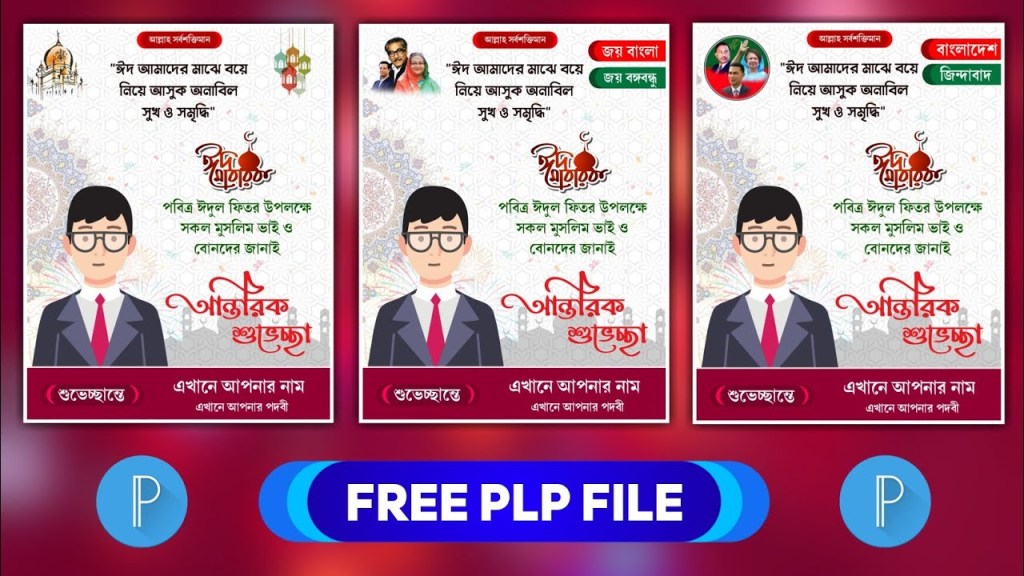 আল্লাহ সর্বশক্তিমান
"ঈদ আমাদের মাঝে বয়ে
নিয়ে আসুক অনাবিল
সুখ ও সমৃদ্ধি"
ঈদ
মোবারক
পবিত্র ঈদুল ফিতর উপলক্ষে
সকল মুসলিম ভাই ও
বোনদের জানাই
আন্তরিক
শুভেচ্ছা
শুভেচ্ছান্তে
এখানে আপনার নাম
এখানে আপনার পদবী
আল্লাহ সর্বশক্তিমান
জয় বাংলা
জয় বঙ্গবন্ধু
"ঈদ আমাদের মাঝে বয়ে
নিয়ে আসুক অনাবিল
সুখ ও সমৃদ্ধি"
ঈদ
মোবারক
পবিত্র ঈদুল ফিতর উপলক্ষে
সকল মুসলিম ভাই ও
বোনদের জানাই
আন্তরিক
শুভেচ্ছা
শুভেচ্ছান্তে
এখানে আপনার নাম
এখানে আপনার পদবী
আল্লাহ সর্বশক্তিমান
বাংলাদেশ
জিন্দাবাদ
"ঈদ আমাদের মাঝে বয়ে
নিয়ে আসুক অনাবিল
সুখ ও সমৃদ্ধি"
ঈদ
মোবারক
পবিত্র ঈদুল ফিতর উপলক্ষে
সকল মুসলিম ভাই ও
বোনদের জানাই
আন্তরিক
শুভেচ্ছা
শুভেচ্ছান্তে
এখানে আপনার নাম
এখানে আপনার পদবী
P
FREE PLP FILE
P